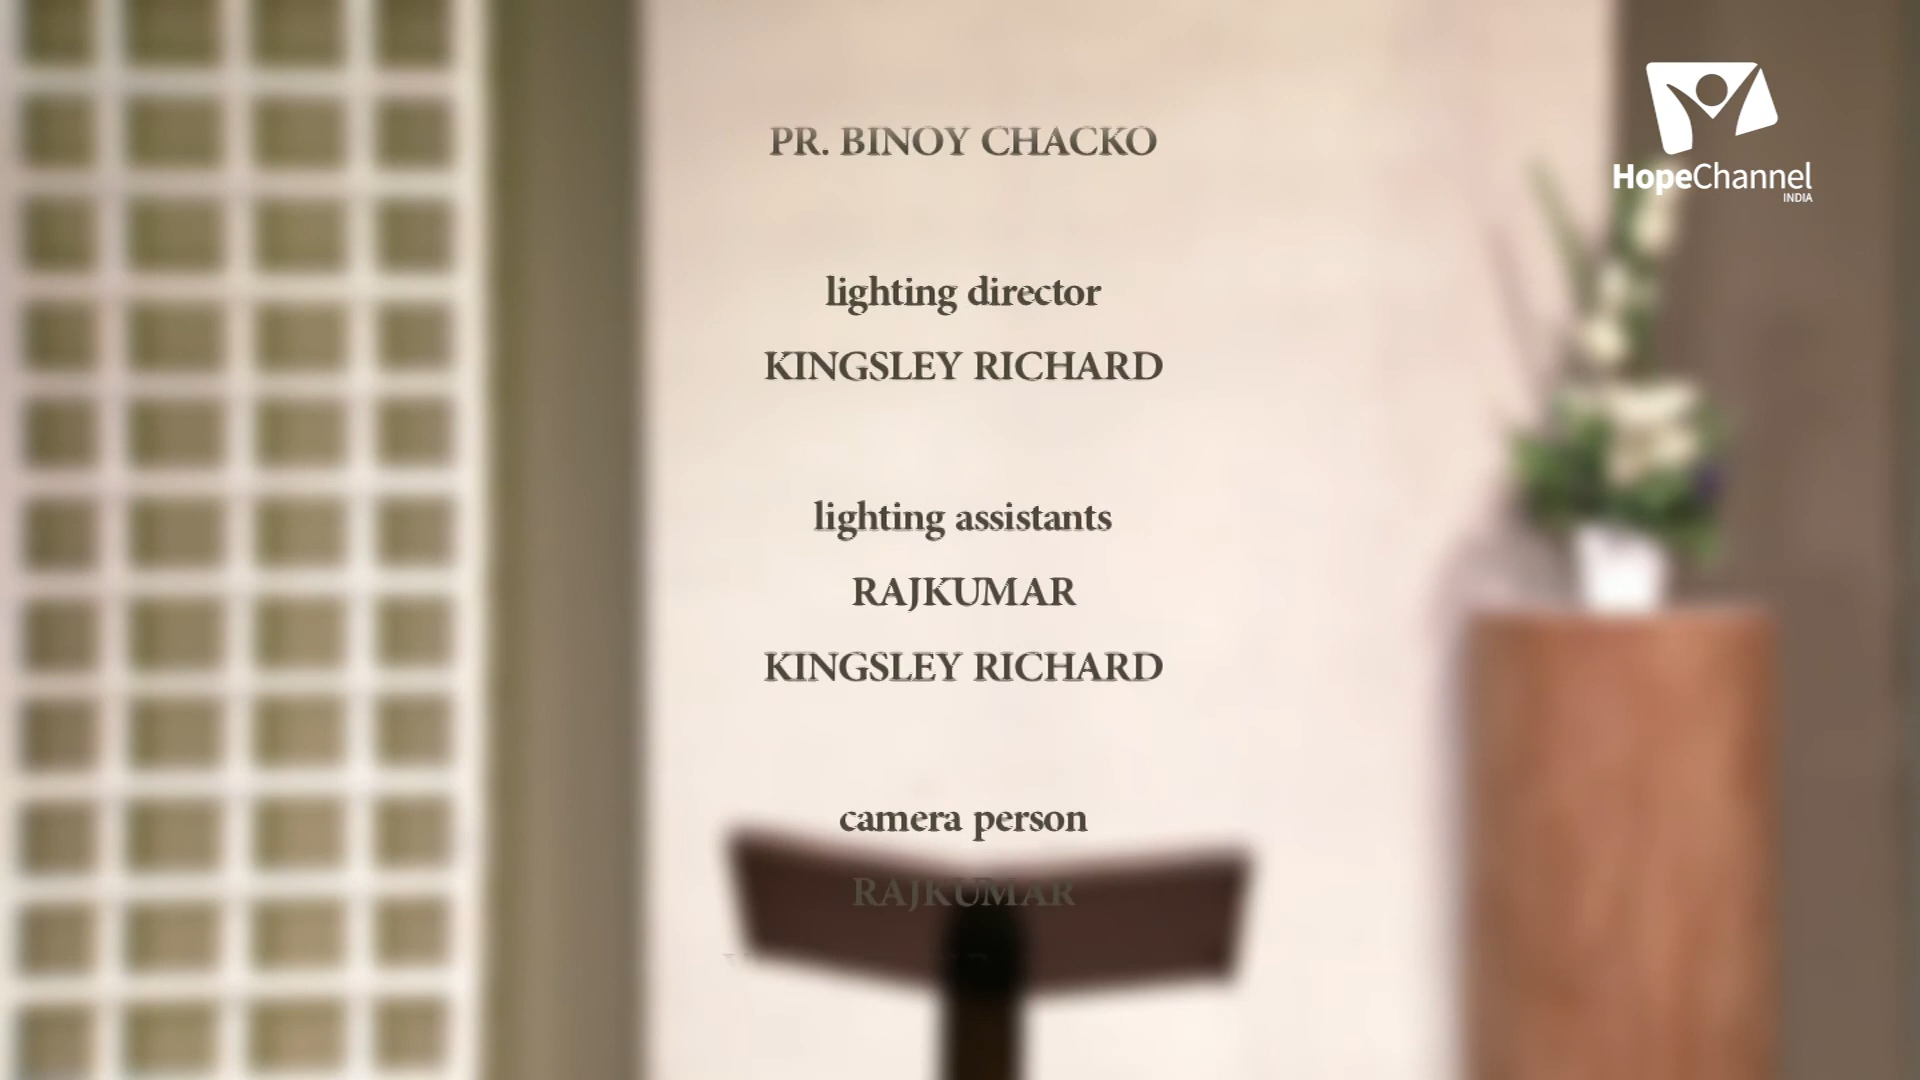 PR. BINOY CHACKO
lighting director
KINGSLEY RICHARD
lighting assistants
RAJKUMAR
KINGSLEY RICHARD
camera person
RAJKUMAR
HopeChannel
INDIA